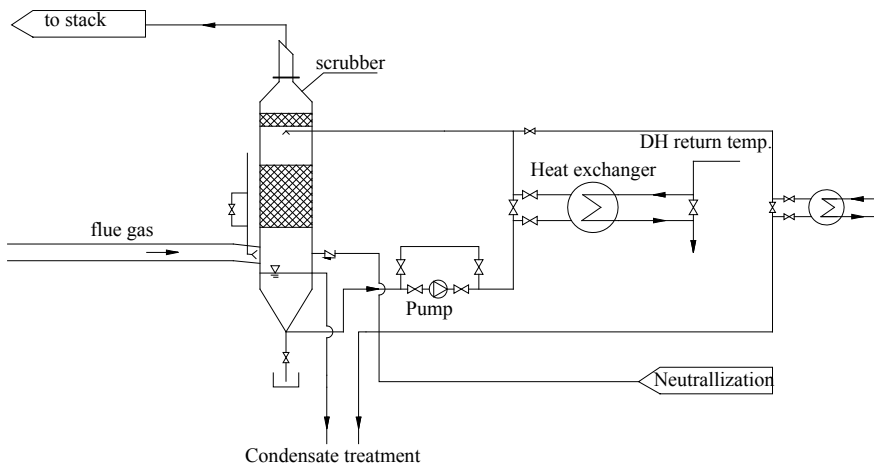 to stack
scrubber
DH return temp.
Heat exchanger
flue gas
Pump
Neutrallization
Condensate treatment